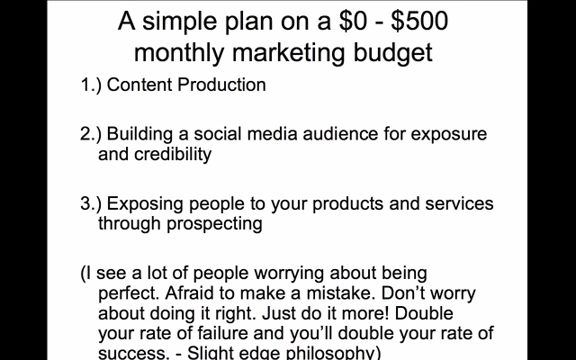 A simple plan on a $0 - $500
monthly marketing budget
1.) Content Production
2.) Building a social media audience for exposure
and credibility
3.) Exposing people to your products and services
through prospecting
(I see a lot of people worrying about being
perfect. Afraid to make a mistake. Don't worry
about doing it right. Just do it more! Double
your rate of failure and you'll double your rate of
success. - Slight edge philosophy)